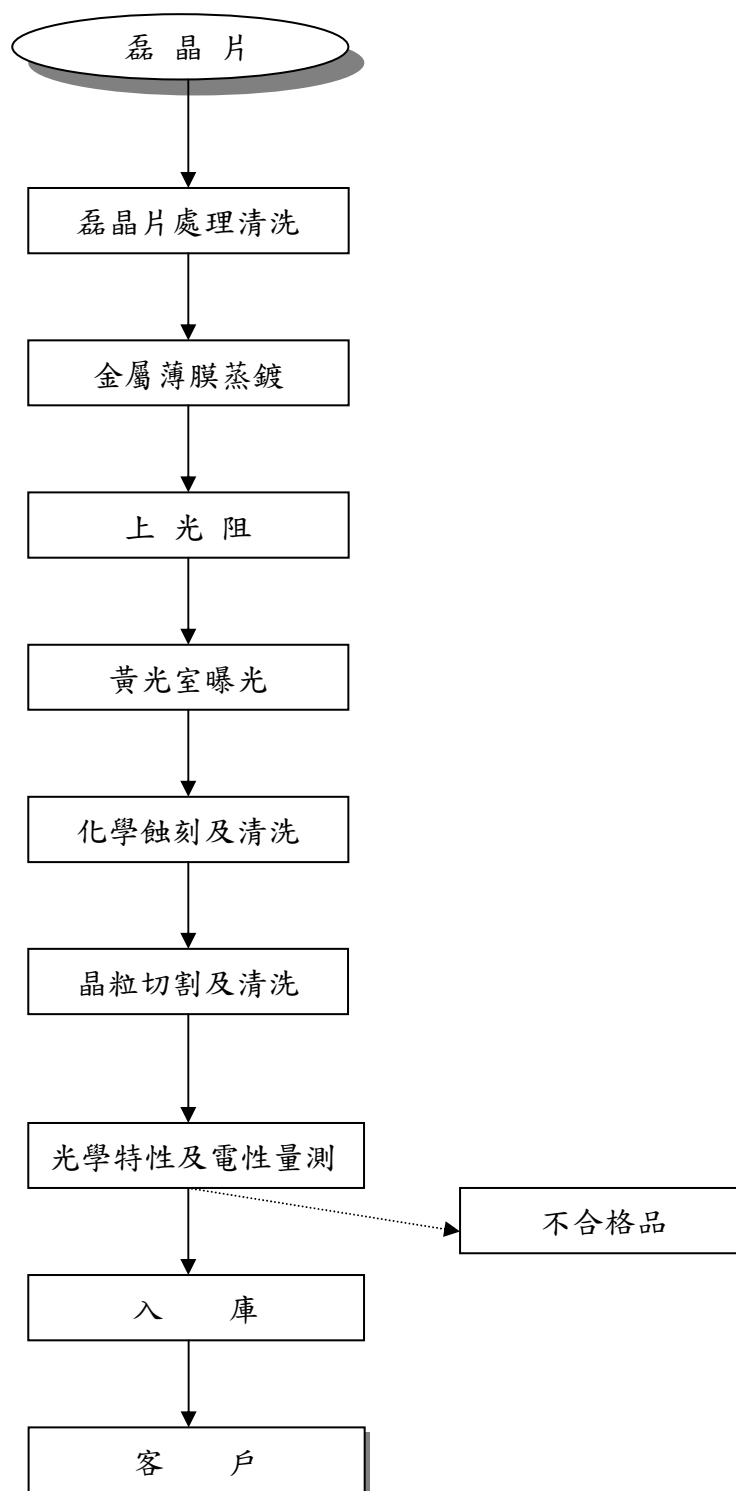 磊 晶 片
磊晶片處理清洗
金屬薄膜蒸鍍
上 光 阻
黃光室曝光
化學蝕刻及清洗
晶粒切割及清洗
光學特性及電性量測
不合格品
入 庫
客 戶